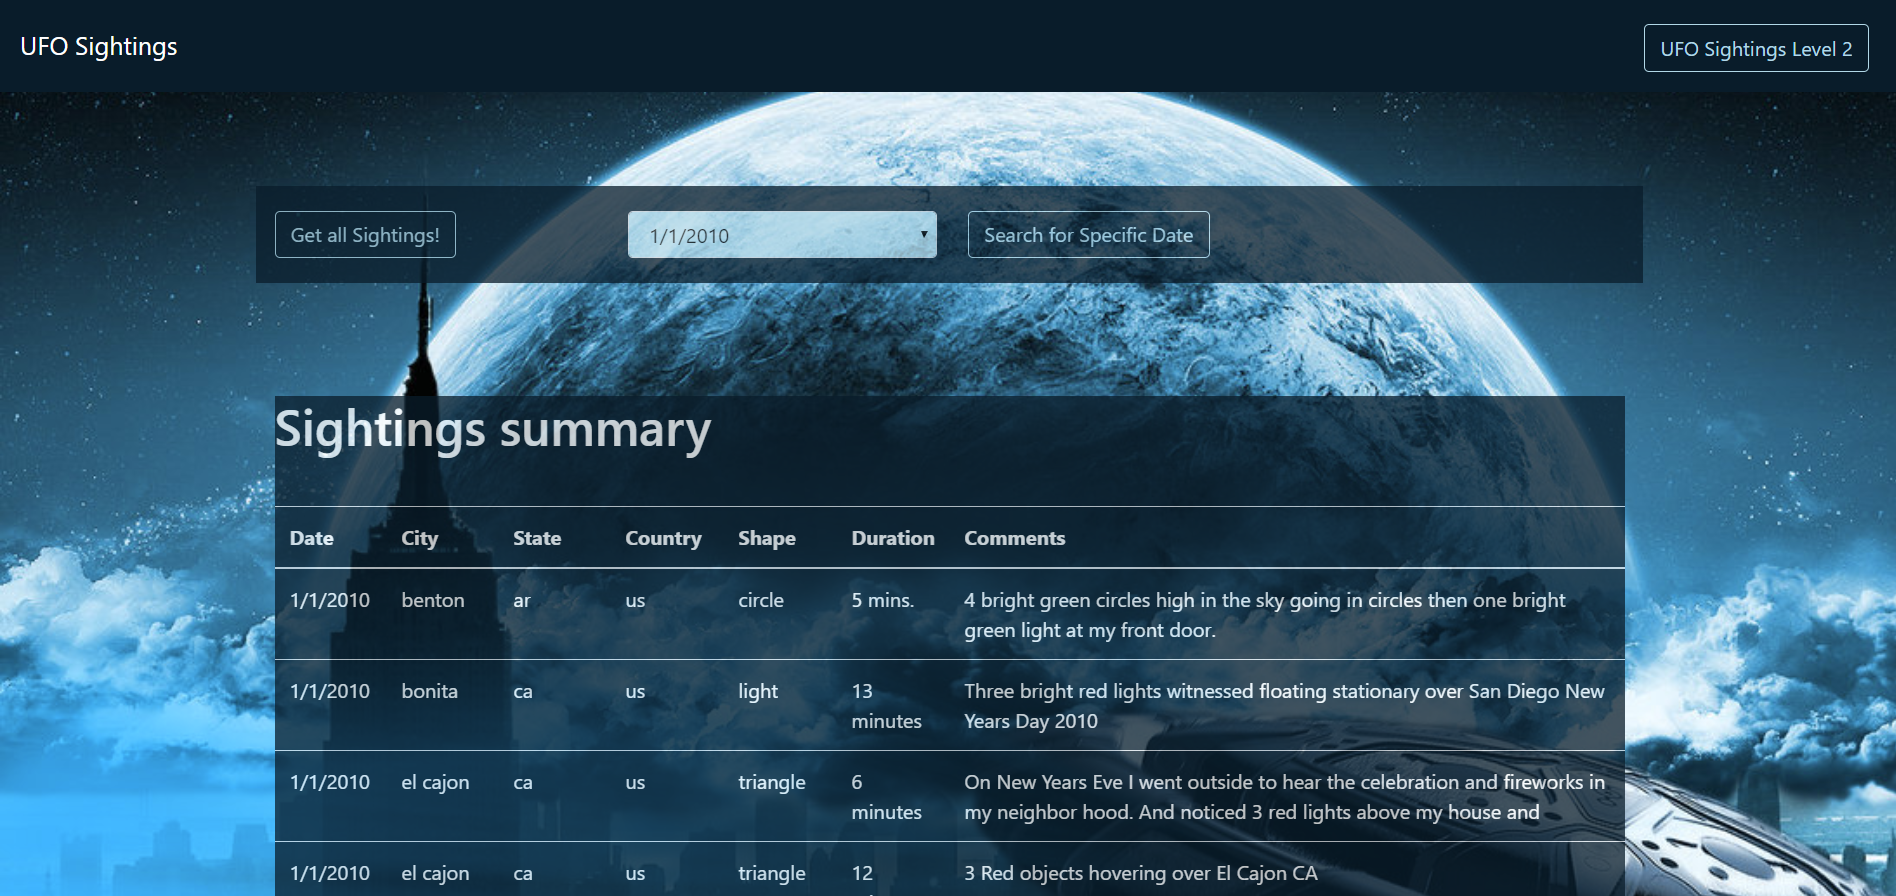 UFO Sightings
UFO Sightings Level 2
Get all Sightings!
1/1/2010
Search for Specific Date
Sightings summary
Date City State Country Shape Duration Comments
1/1/2010 benton ar us circle 5 mins. 4 bright green circles high in the sky going in circles then one bright
green light at my front door.
1/1/2010 bonita ca us light 13 Three bright red lights witnessed floating stationary over San Diego New
minutes Years Day 2010
1/1/2010 el cajon ca us triangle 6 On New Years Eve I went outside to hear the celebration and fireworks in
minutes my neighbor hood. And noticed 3 red lights above my house and
1/1/2010 el cajon ca us triangle 12 3 Red objects hovering over El Cajon CA